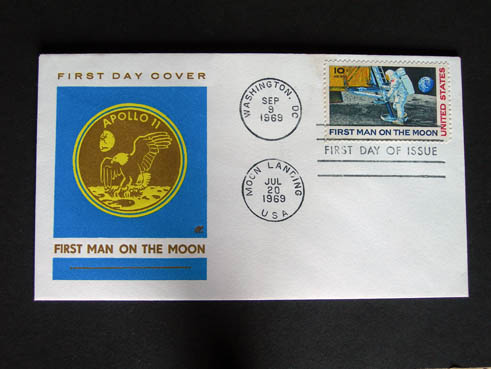 FIRST DAY COVER
APOLLO 11
FIRST MAN ON THE MOON
WASHINGTON, DC
SEP
9
1969
MOON LANDING
JUL
20
1969
USA
10¢
UNITED STATES
FIRST MAN ON THE MOON
FIRST DAY OF ISSUE